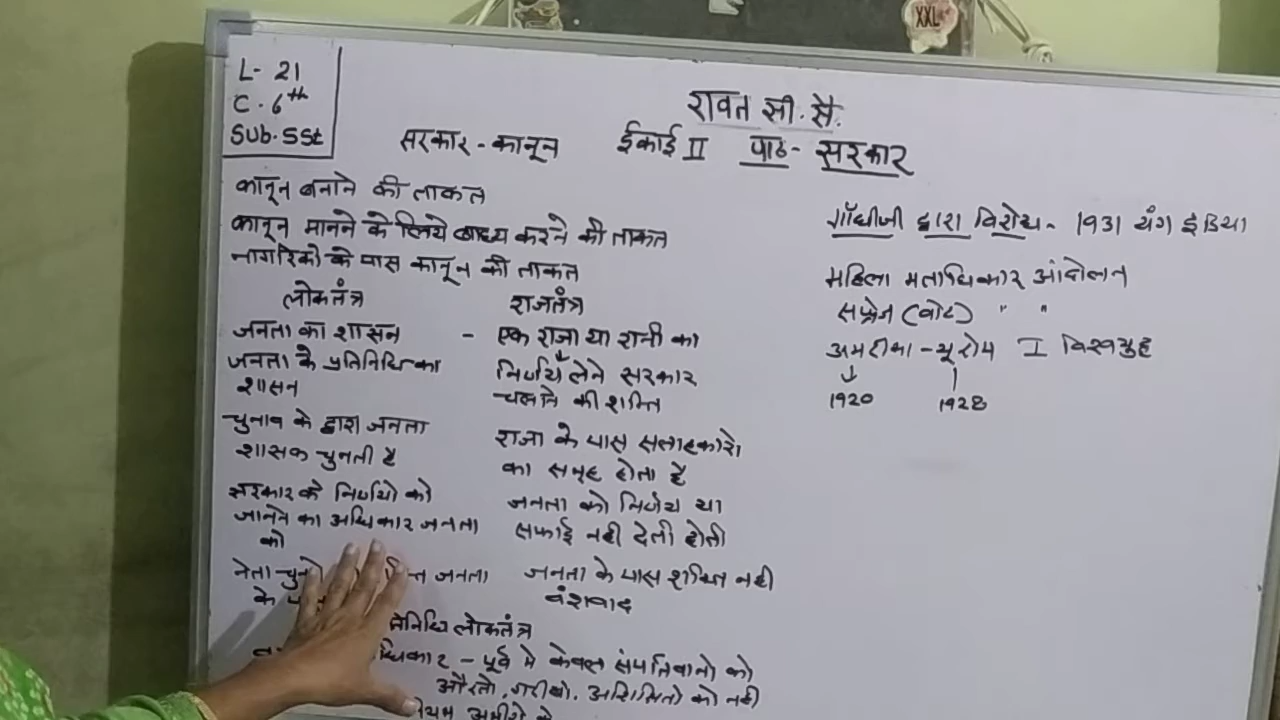 XXL
L- 21
C. 6th
Sub. SSt
रावत सी. सै.
सरकार - कानून ईकाई II पाठ - सरकार
कानून बनाने की ताकत
कानून मानने के लिये बाध्य करने की ताकत
नागरिको के पास कानून की ताकत
लोकतंत्र राजतंत्र
जनता का शासन - एक राजा या रानी का
जनता के प्रतिनिधि का निर्णय लेने सरकार
शासन चलाने की शक्ति
चुनाव के द्वारा जनता
शासक चुनती है
राजा के पास सलाहकारो
का समूह होता है
सरकार के निर्णयो को जनता को निर्णय या
जानने का अधिकार जनता सफाई नही देती होती
को
नेता जनता जनता के पास शक्ति नही
के वंशवाद
लोकतंत्र
- पूर्व मे केवल संपतिवानो को
औरतो, गरीबो, अशिक्षितो को नही
अमीरो के
गाँधीजी द्वारा विरोध - 1931 यंग इंडिया
महिला मताधिकार आंदोलन
सफ्रेन (वोट) " "
अमरीका - यूरोप I विश्वयुद्ध
1920 1928